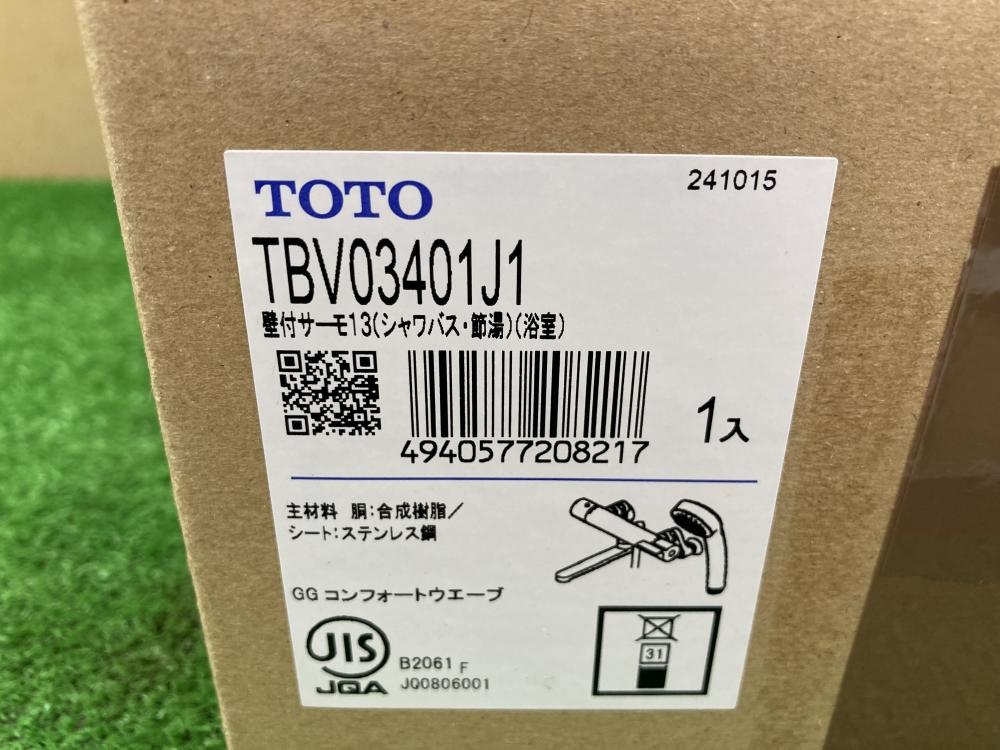 TOTO
241015
TBV03401J1
壁付サーモ13(シャワバス・節湯)(浴室)
4940577208217
1入
主材料 胴:合成樹脂/
シート:ステンレス鋼
GG コンフォートウエーブ
JIS
JQA
B2061 F
JQ0806001
31